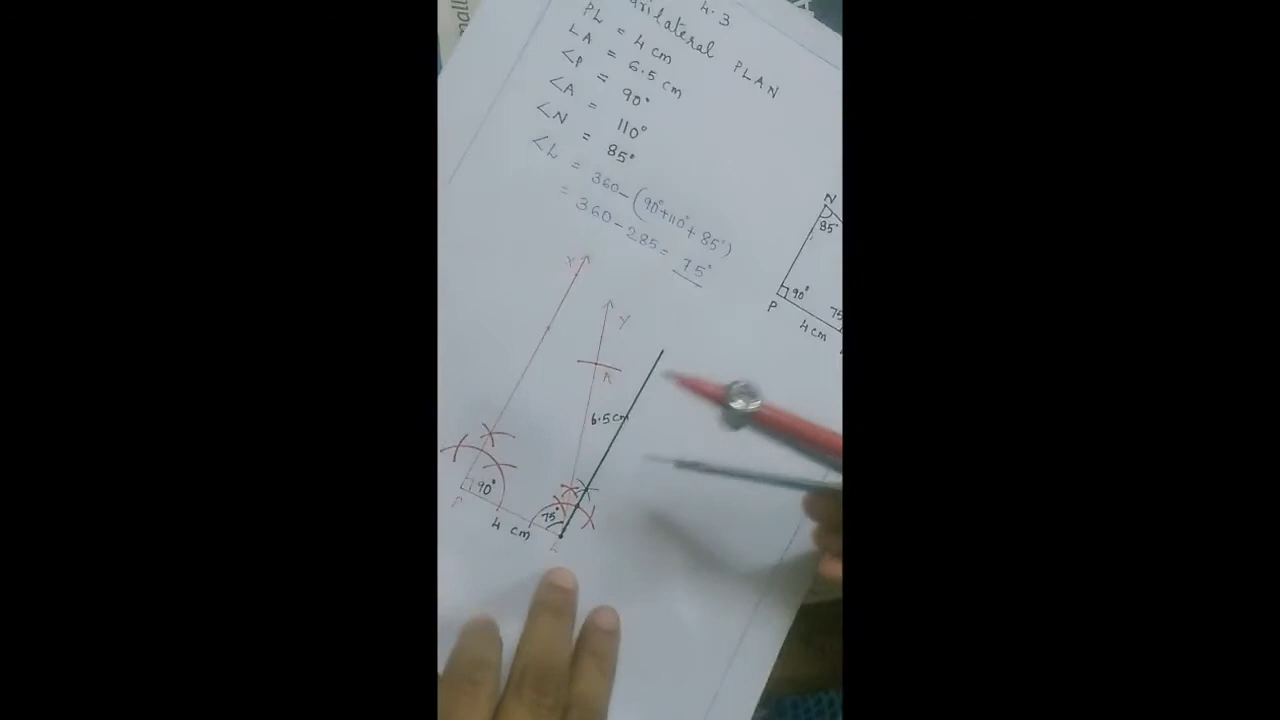 4.3
PLAN
PL = 4 cm
LA = 6.5 cm
∠P = 90°
∠A = 110°
∠N = 85°
∠L = 360-(90°+110°+85°)
= 360-285= 75°
N
85°
90°
P
75
4 cm
X
Y
A
6.5 cm
90°
P
75°
4 cm
L